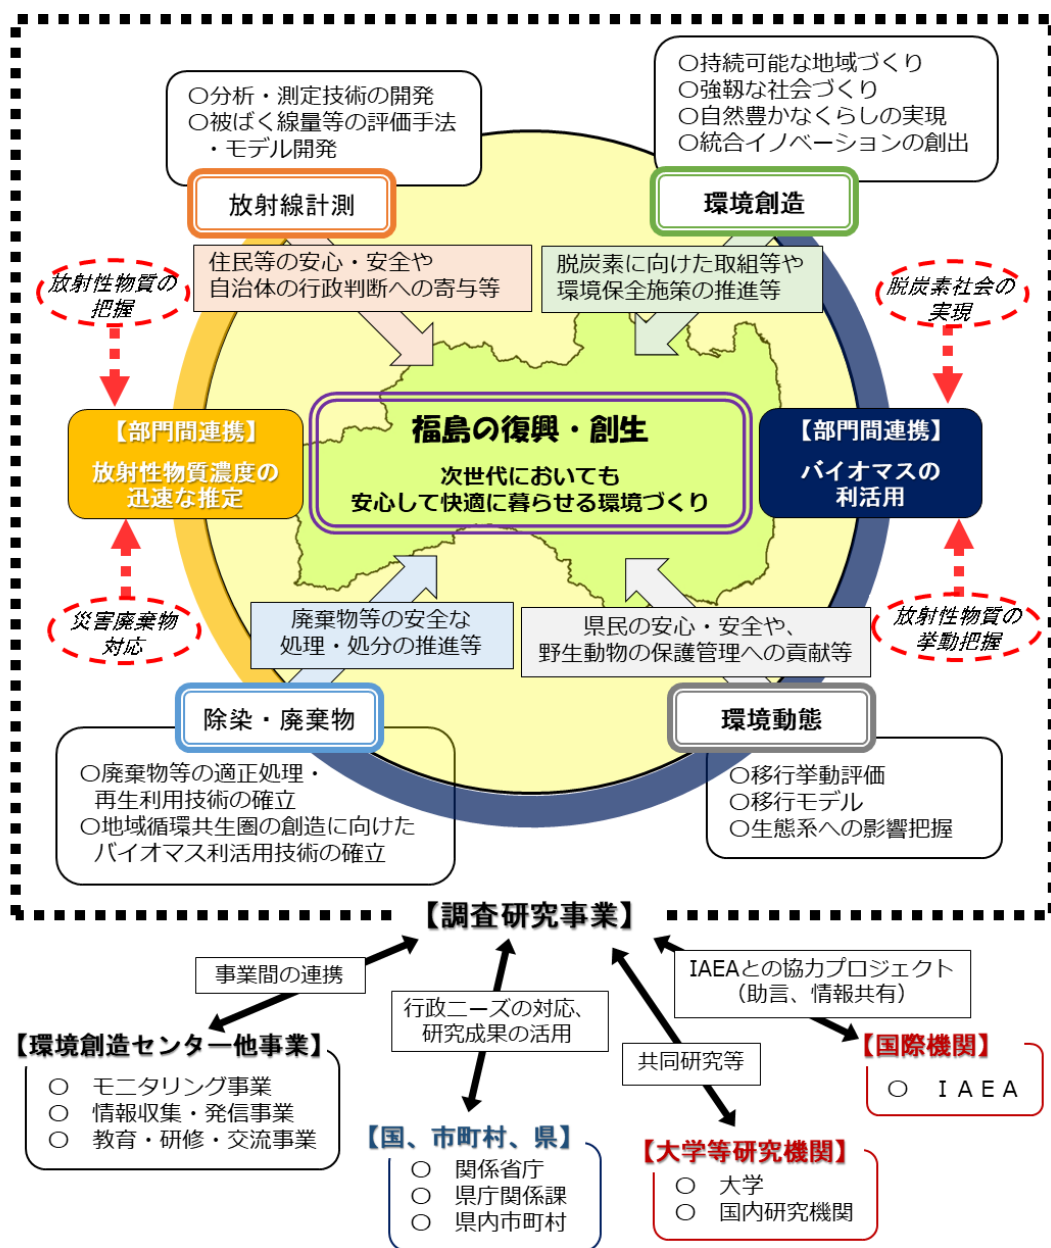 〇分析・測定技術の開発
〇被ばく線量等の評価手法
・モデル開発
放射線計測
〇持続可能な地域づくり
〇強靱な社会づくり
〇自然豊かなくらしの実現
〇統合イノベーションの創出
環境創造
住民等の安心・安全や
自治体の行政判断への寄与等
脱炭素に向けた取組等や
環境保全施策の推進等
放射性物質の
把握
脱炭素社会の
実現
【部門間連携】
放射性物質濃度の
迅速な推定
福島の復興・創生
次世代においても
安心して快適に暮らせる環境づくり
【部門間連携】
バイオマスの
利活用
災害廃棄物
対応
放射性物質の
挙動把握
廃棄物等の安全な
処理・処分の推進等
県民の安心・安全や、
野生動物の保護管理への貢献等
除染・廃棄物
〇廃棄物等の適正処理・
再生利用技術の確立
〇地域循環共生圏の創造に向けた
バイオマス利活用技術の確立
環境動態
〇移行挙動評価
〇移行モデル
〇生態系への影響把握
【調査研究事業】
事業間の連携
行政ニーズの対応、
研究成果の活用
共同研究等
IAEAとの協力プロジェクト
（助言、情報共有）
【環境創造センター他事業】
〇 モニタリング事業
〇 情報収集・発信事業
〇 教育・研修・交流事業
【国、市町村、県】
〇 関係省庁
〇 県庁関係課
〇 県内市町村
【大学等研究機関】
〇 大学
〇 国内研究機関
【国際機関】
〇 ＩＡＥＡ